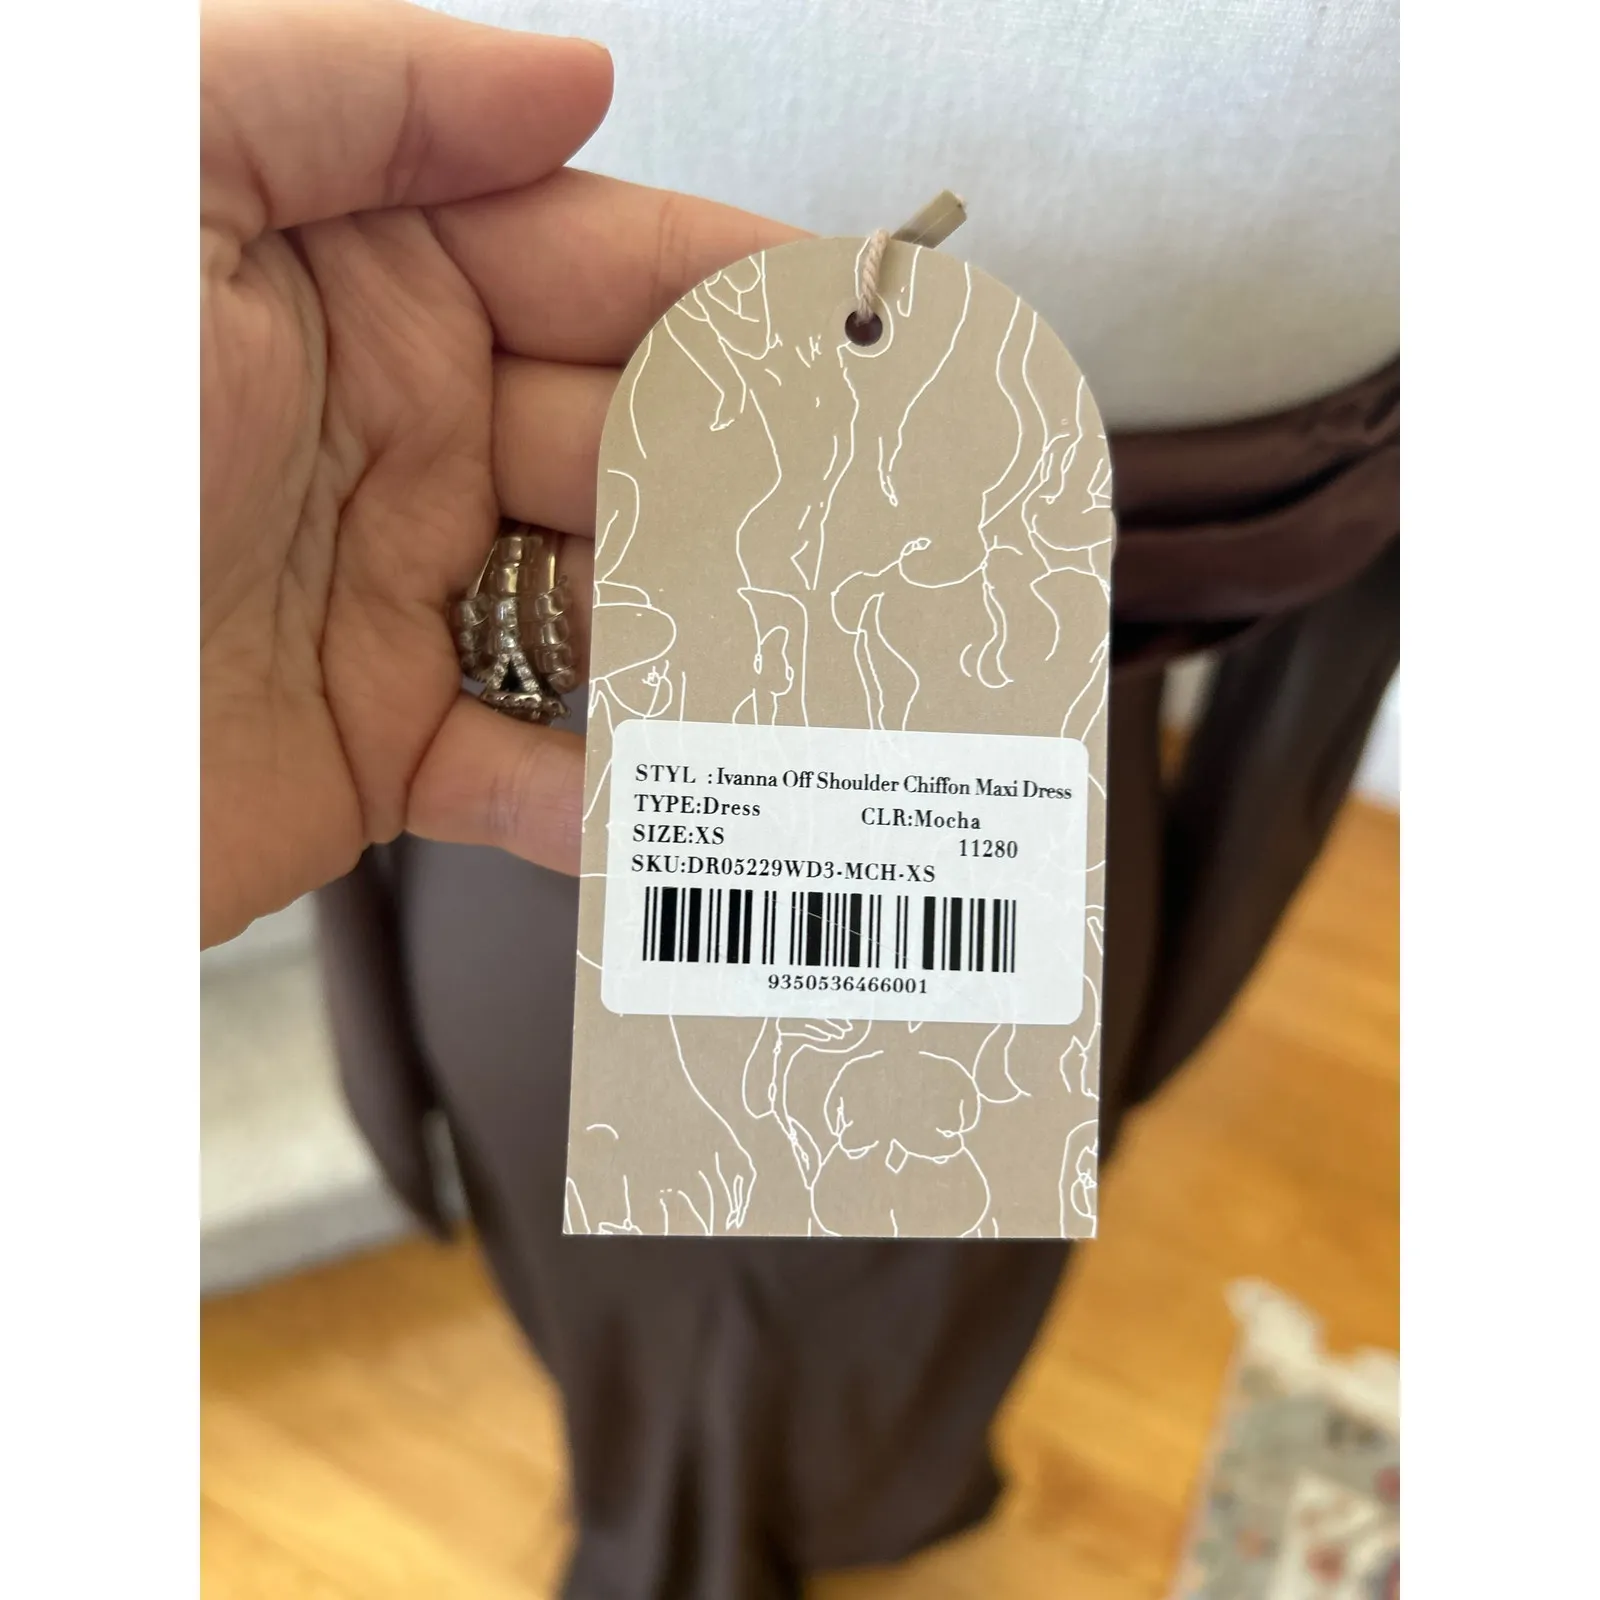 STYL : Ivanna Off Shoulder Chiffon Maxi Dress
TYPE:Dress CLR:Mocha
SIZE:XS 11280
SKU:DR05229WD3-MCH-XS
9350536466001